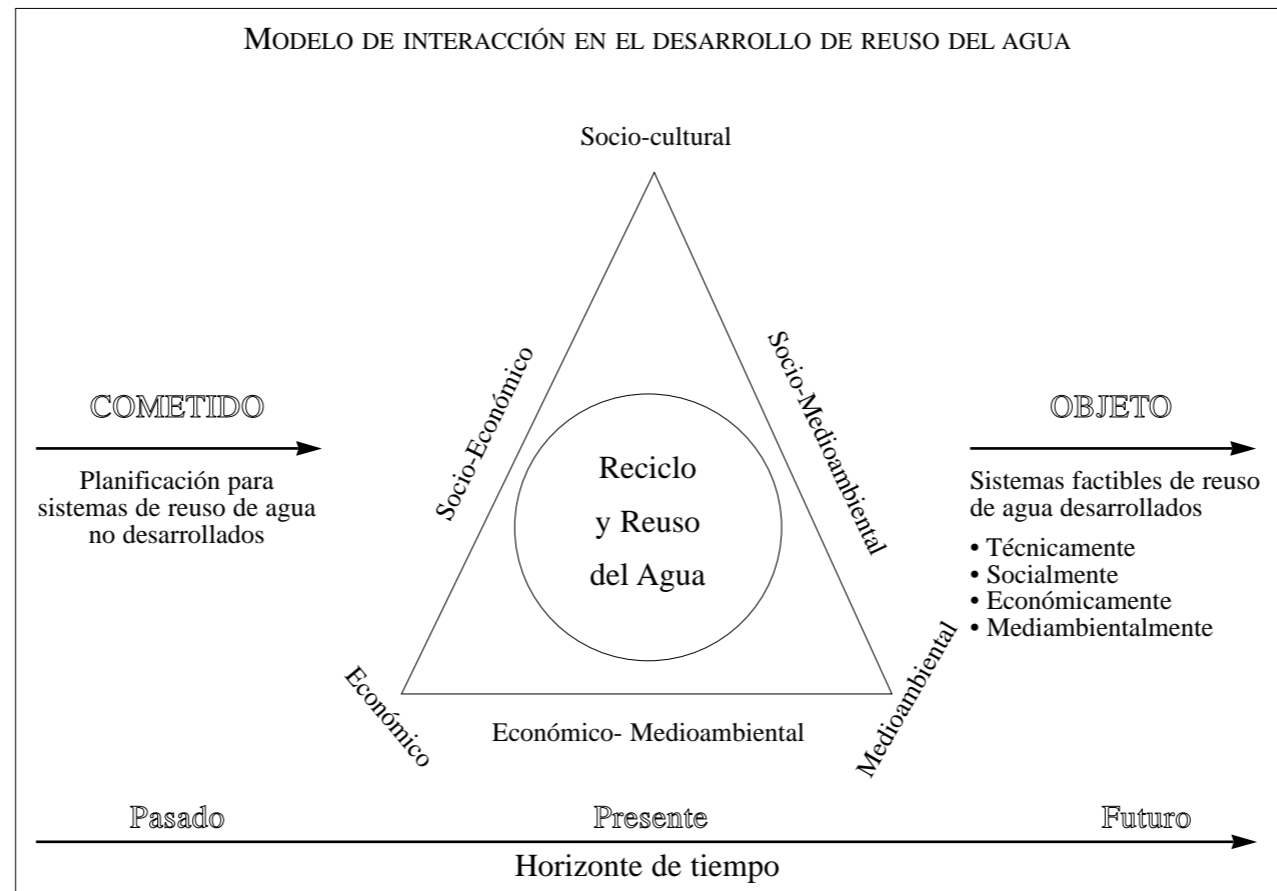 MODELO DE INTERACCIÓN EN EL DESARROLLO DE REUSO DEL AGUA
Socio-cultural
Socio-Económico
Socio-Medioambiental
COMETIDO
Planificación para
sistemas de reuso de agua
no desarrollados
Reciclo
y Reuso
del Agua
OBJETO
Sistemas factibles de reuso
de agua desarrollados
• Técnicamente
• Socialmente
• Económicamente
• Mediambientalmente
Económico
Económico- Medioambiental
Medioambiental
Pasado
Presente
Futuro
Horizonte de tiempo